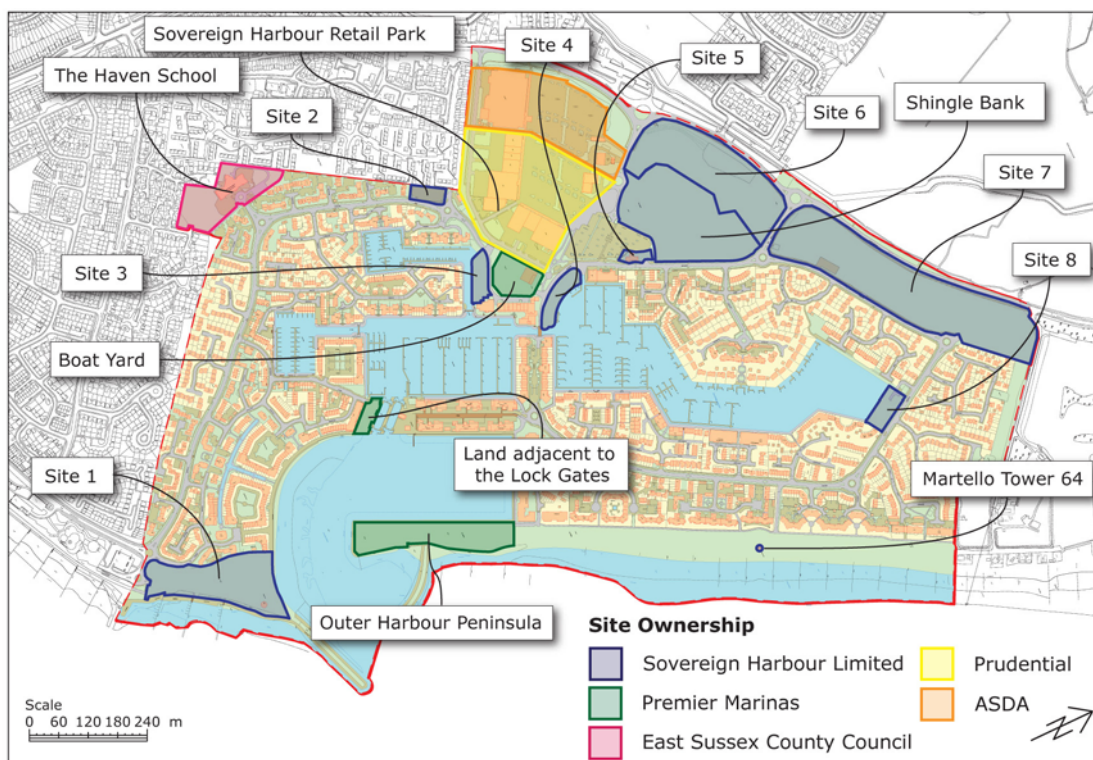 Sovereign Harbour Retail Park
The Haven School
Site 2
Site 4
Site 5
Site 6
Shingle Bank
Site 7
Site 8
Site 3
Boat Yard
Land adjacent to
the Lock Gates
Site 1
Martello Tower 64
Outer Harbour Peninsula
Site Ownership
Sovereign Harbour Limited
Premier Marinas
East Sussex County Council
Prudential
ASDA
Scale
0 60 120 180 240 m
N